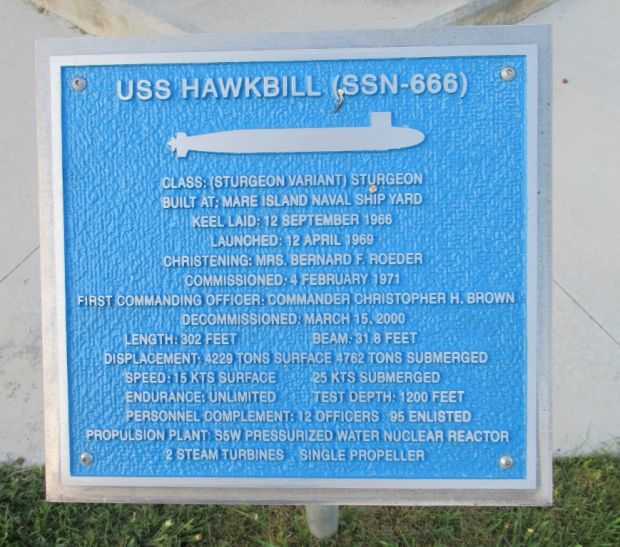 USS HAWKBILL (SSN-666)
CLASS: (STURGEON VARIANT) STURGEON
BUILT AT: MARE ISLAND NAVAL SHIP YARD
KEEL LAID: 12 SEPTEMBER 1966
LAUNCHED: 12 APRIL 1969
CHRISTENING: MRS. BERNARD F. ROEDER
COMMISSIONED: 4 FEBRUARY 1971
FIRST COMMANDING OFFICER: COMMANDER CHRISTOPHER H. BROWN
DECOMMISSIONED: MARCH 15, 2000
LENGTH: 302 FEET BEAM: 31.8 FEET
DISPLACEMENT: 4229 TONS SURFACE 4762 TONS SUBMERGED
SPEED: 15 KTS SURFACE 25 KTS SUBMERGED
ENDURANCE: UNLIMITED TEST DEPTH: 1200 FEET
PERSONNEL COMPLEMENT: 12 OFFICERS 95 ENLISTED
PROPULSION PLANT: S5W PRESSURIZED WATER NUCLEAR REACTOR
2 STEAM TURBINES SINGLE PROPELLER